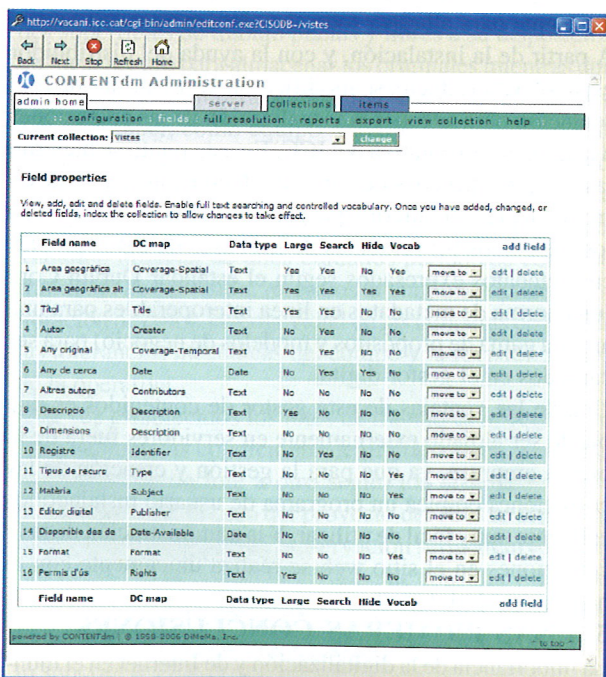 A partir de la instalación, y con la ayuda de
http://vacani.icc.cat/cgi-bin/admin/editconf.exe?CISODB=/vistes
Back Next Stop Refresh Home
CONTENTdm Administration
admin home server collections items
:: configuration : fields : full resolution : reports : export : view collection : help ::
Current collection: Vistes change
Field properties
View, add, edit and delete fields. Enable full text searching and controlled vocabulary. Once you have added, changed, or
deleted fields, index the collection to allow changes to take effect.
Field name DC map Data type Large Search Hide Vocab add field
1 Àrea geogràfica Coverage-Spatial Text Yes Yes No Yes move to edit | delete
2 Àrea geogràfica alt Coverage-Spatial Text Yes Yes Yes Yes move to edit | delete
3 Títol Title Text Yes Yes No No move to edit | delete
4 Autor Creator Text No Yes No No move to edit | delete
5 Any original Coverage-Temporal Text No Yes No No move to edit | delete
6 Any de cerca Date Date No Yes Yes No move to edit | delete
7 Altres autors Contributors Text No No No No move to edit | delete
8 Descripció Description Text Yes No No No move to edit | delete
9 Dimensions Description Text No No No No move to edit | delete
10 Registre Identifier Text No Yes No No move to edit | delete
11 Tipus de recurs Type Text No No No Yes move to edit | delete
12 Matèria Subject Text No No No Yes move to edit | delete
13 Editor digital Publisher Text No No No No move to edit | delete
14 Disponible des de Date-Available Date No No No No move to edit | delete
15 Format Format Text No No No Yes move to edit | delete
16 Permís d'ús Rights Text Yes No No No move to edit | delete
Field name DC map Data type Large Search Hide Vocab add field
powered by CONTENTdm | © 1998-2006 DiMeMa, Inc. ^ to top ^